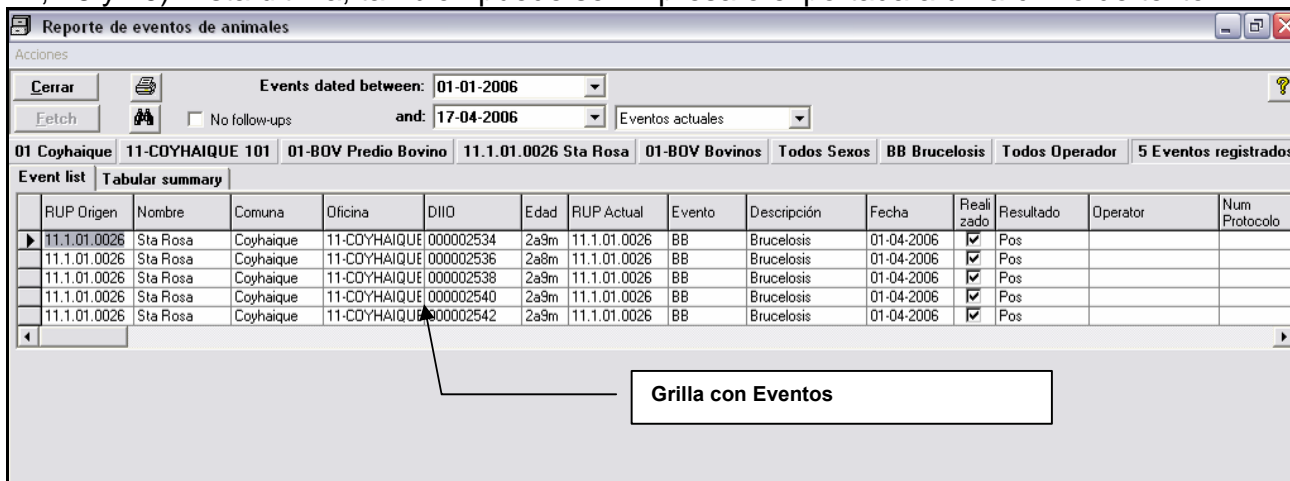 Reporte de eventos de animales
Acciones
Cerrar Events dated between: 01-01-2006
Fetch No follow-ups and: 17-04-2006 Eventos actuales
01 Coyhaique 11-COYHAIQUE 101 01-BOV Predio Bovino 11.1.01.0026 Sta Rosa 01-BOV Bovinos Todos Sexos BB Brucelosis Todos Operador 5 Eventos registrados
Event list Tabular summary
RUP Origen Nombre Comuna Oficina DIIO Edad RUP Actual Evento Descripción Fecha Reali zado Resultado Operator Num Protocolo
11.1.01.0026 Sta Rosa Coyhaique 11-COYHAIQUE 000002534 2a9m 11.1.01.0026 BB Brucelosis 01-04-2006 Pos
11.1.01.0026 Sta Rosa Coyhaique 11-COYHAIQUE 000002536 2a8m 11.1.01.0026 BB Brucelosis 01-04-2006 Pos
11.1.01.0026 Sta Rosa Coyhaique 11-COYHAIQUE 000002538 2a9m 11.1.01.0026 BB Brucelosis 01-04-2006 Pos
11.1.01.0026 Sta Rosa Coyhaique 11-COYHAIQUE 000002540 2a9m 11.1.01.0026 BB Brucelosis 01-04-2006 Pos
11.1.01.0026 Sta Rosa Coyhaique 11-COYHAIQUE 000002542 2a9m 11.1.01.0026 BB Brucelosis 01-04-2006 Pos
Grilla con Eventos